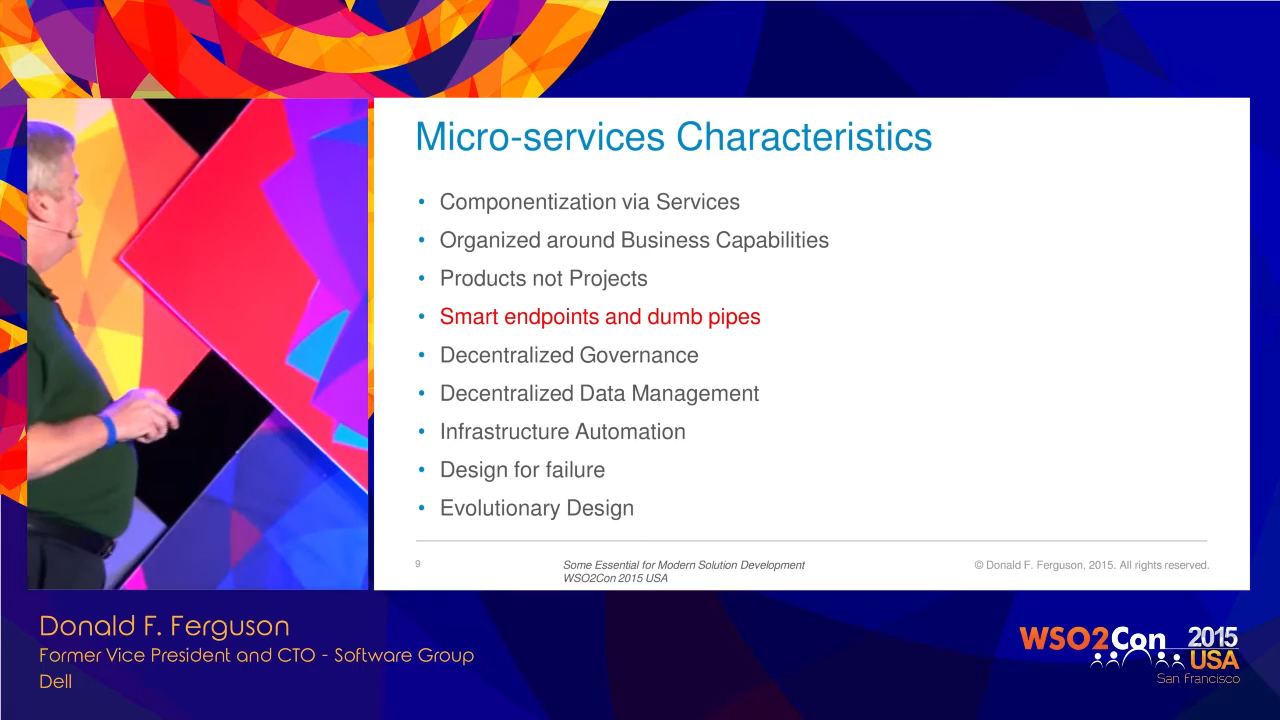 Micro-services Characteristics
• Componentization via Services
• Organized around Business Capabilities
• Products not Projects
• Smart endpoints and dumb pipes
• Decentralized Governance
• Decentralized Data Management
• Infrastructure Automation
• Design for failure
• Evolutionary Design
9
Some Essential for Modern Solution Development
WSO2Con 2015 USA
© Donald F. Ferguson, 2015. All rights reserved.
Donald F. Ferguson
Former Vice President and CTO - Software Group
Dell
WSO2Con 2015
USA
San Francisco